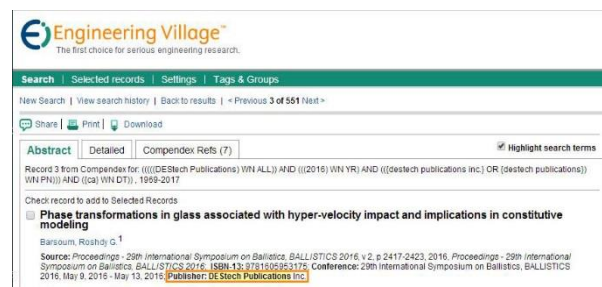 Engineering Village™
The first choice for serious engineering research.
Search | Selected records | Settings | Tags & Groups
New Search | View search history | Back to results | < Previous 3 of 551 Next >
Share | Print | Download
Abstract Detailed Compendex Refs (7) Highlight search terms
Record 3 from Compendex for: (((((DEStech Publications) WN ALL)) AND (((2016) WN YR) AND (({destech publications inc.} OR {destech publications}) WN PN))) AND ((ca) WN DT)) , 1969-2017
Check record to add to Selected Records
Phase transformations in glass associated with hyper-velocity impact and implications in constitutive
modeling
Barsoum, Roshdy G.1
Source: Proceedings - 29th International Symposium on Ballistics, BALLISTICS 2016, v 2, p 2417-2423, 2016, Proceedings - 29th International
Symposium on Ballistics, BALLISTICS 2016; ISBN-13: 9781605953175; Conference: 29th International Symposium on Ballistics, BALLISTICS
2016, May 9, 2016 - May 13, 2016; Publisher: DEStech Publications Inc.